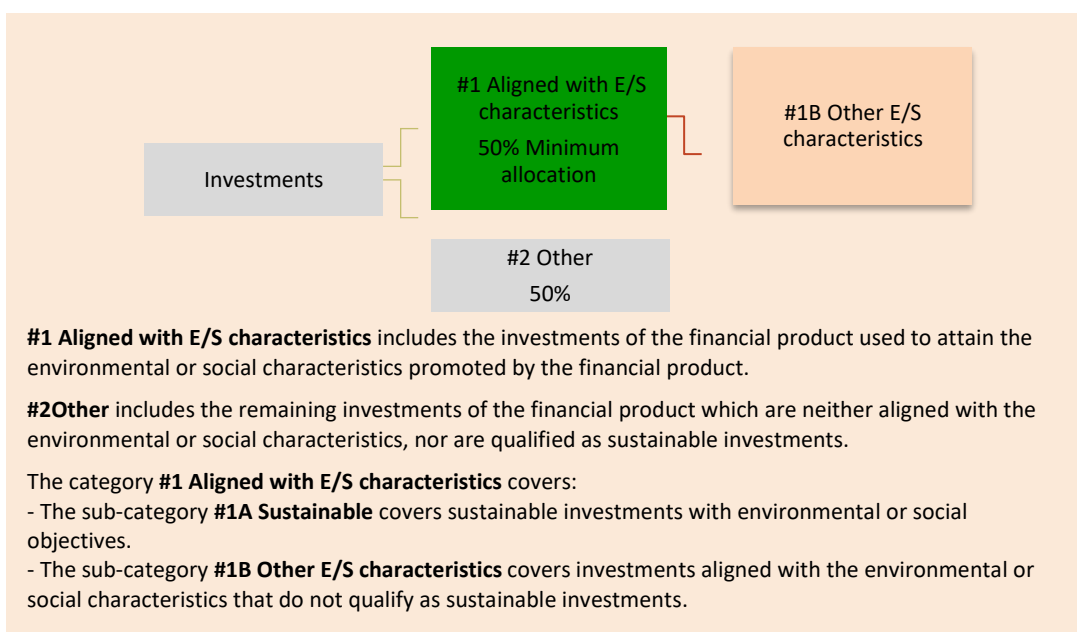 #1 Aligned with E/S
characteristics
50% Minimum
allocation
#1B Other E/S
characteristics
Investments
#2 Other
50%
#1 Aligned with E/S characteristics includes the investments of the financial product used to attain the
environmental or social characteristics promoted by the financial product.
#2Other includes the remaining investments of the financial product which are neither aligned with the
environmental or social characteristics, nor are qualified as sustainable investments.
The category #1 Aligned with E/S characteristics covers:
- The sub-category #1A Sustainable covers sustainable investments with environmental or social
objectives.
- The sub-category #1B Other E/S characteristics covers investments aligned with the environmental or
social characteristics that do not qualify as sustainable investments.